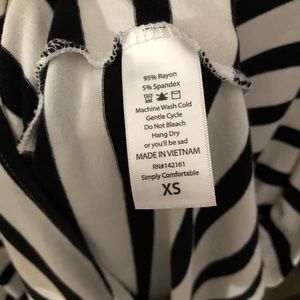 95% Rayon
5% Spandex
Machine Wash Cold
Gentle Cycle
Do Not Bleach
Hang Dry
or you'll be sad
MADE IN VIETNAM
RN#142161
Simply Comfortable
XS